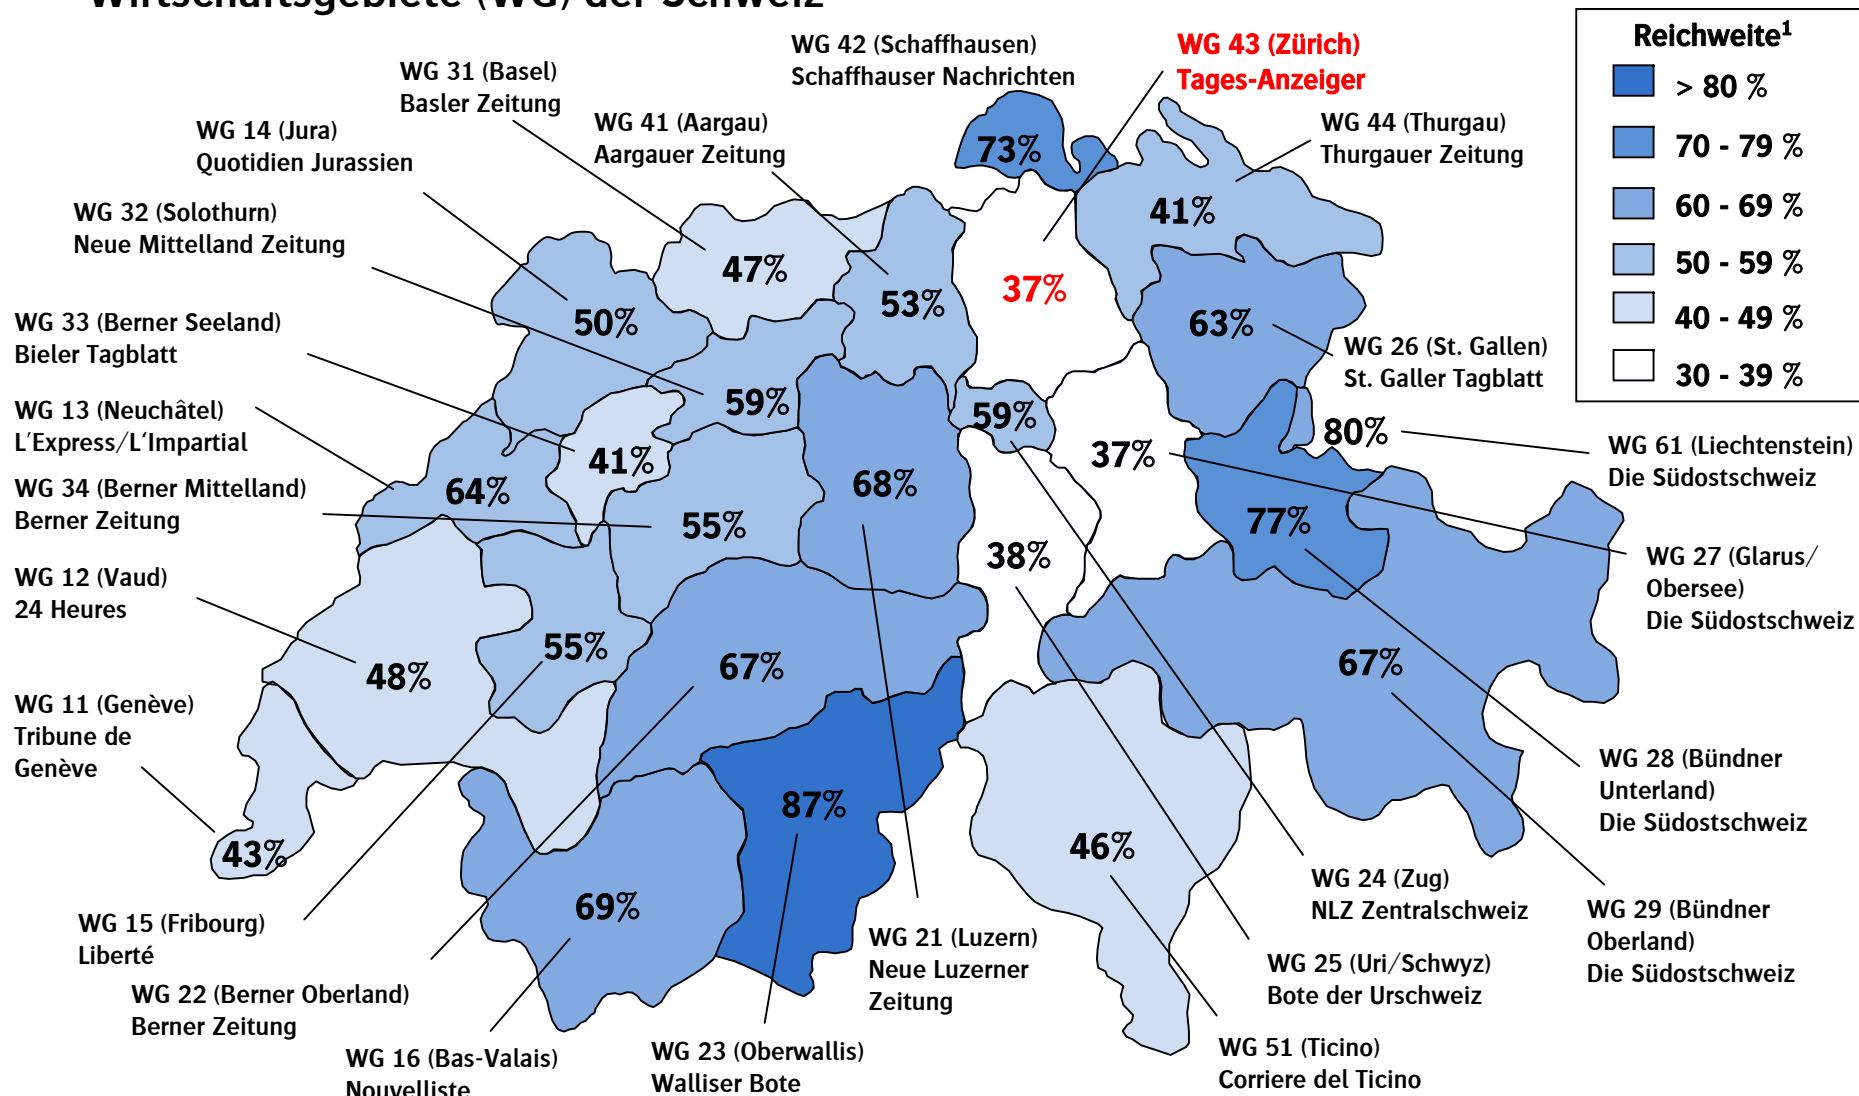 Wirtschaftsgebiete (WG) der Schweiz
WG 42 (Schaffhausen)
Schaffhauser Nachrichten
WG 43 (Zürich)
Tages-Anzeiger
Reichweite¹
> 80 %
70 - 79 %
60 - 69 %
50 - 59 %
40 - 49 %
30 - 39 %
WG 31 (Basel)
Basler Zeitung
WG 41 (Aargau)
Aargauer Zeitung
WG 44 (Thurgau)
Thurgauer Zeitung
WG 14 (Jura)
Quotidien Jurassien
WG 32 (Solothurn)
Neue Mittelland Zeitung
73%
41%
47%
53%
37%
50%
63%
WG 33 (Berner Seeland)
Bieler Tagblatt
WG 26 (St. Gallen)
St. Galler Tagblatt
WG 13 (Neuchâtel)
L'Express/L‘Impartial
59%
59%
80%
41%
37%
WG 61 (Liechtenstein)
Die Südostschweiz
WG 34 (Berner Mittelland)
Berner Zeitung
64%
68%
55%
77%
38%
WG 27 (Glarus/
Obersee)
Die Südostschweiz
WG 12 (Vaud)
24 Heures
55%
48%
67%
67%
WG 11 (Genève)
Tribune de
Genève
WG 28 (Bündner
Unterland)
Die Südostschweiz
87%
46%
43%
69%
WG 24 (Zug)
NLZ Zentralschweiz
WG 29 (Bündner
Oberland)
Die Südostschweiz
WG 15 (Fribourg)
Liberté
WG 21 (Luzern)
Neue Luzerner
Zeitung
WG 25 (Uri/Schwyz)
Bote der Urschweiz
WG 22 (Berner Oberland)
Berner Zeitung
WG 16 (Bas-Valais)
Nouvelliste
WG 23 (Oberwallis)
Walliser Bote
WG 51 (Ticino)
Corriere del Ticino